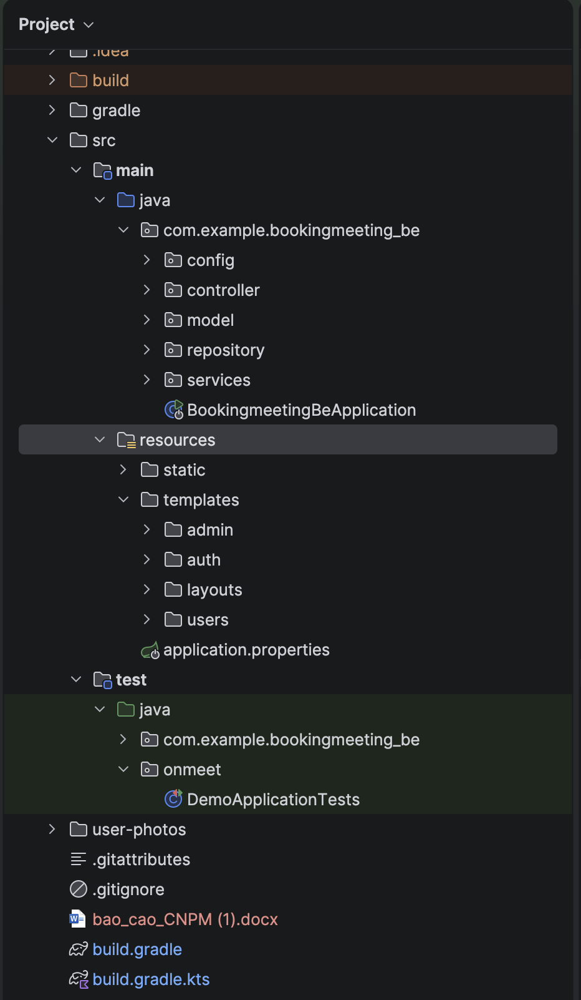 Project
.idea
build
gradle
src
main
java
com.example.bookingmeeting_be
config
controller
model
repository
services
BookingmeetingBeApplication
resources
static
templates
admin
auth
layouts
users
application.properties
test
java
com.example.bookingmeeting_be
onmeet
DemoApplicationTests
user-photos
.gitattributes
.gitignore
bao_cao_CNPM (1).docx
build.gradle
build.gradle.kts